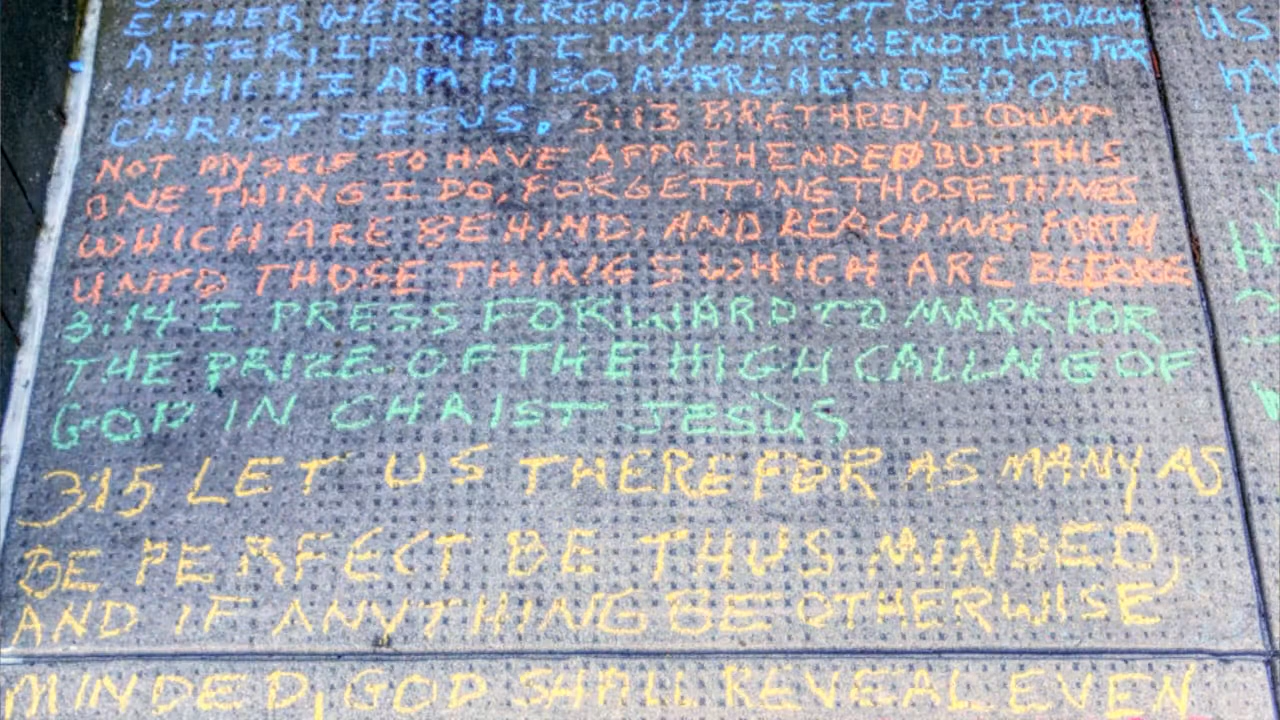 EITHER WERE ALREADY PERFECT BUT I FOLLOW
AFTER, IF THAT I MAY APPREHEND THAT FOR
WHICH I AM ALSO APPREHENDED OF
CHRIST JESUS. 3:13 BRETHREN, I COUNT
NOT MYSELF TO HAVE APPREHENDED BUT THIS
ONE THING I DO, FORGETTING THOSE THINGS
WHICH ARE BEHIND, AND REACHING FORTH
UNTO THOSE THINGS WHICH ARE BEFORE
3:14 I PRESS FORWARD TO MARK FOR
THE PRIZE OF THE HIGH CALLNG OF
GOD IN CHRIST JESUS
3:15 LET US THEREFOR AS MANY AS
BE PERFECT BE THUS MINDED,
AND IF ANYTHING BE OTHERWISE
MINDED, GOD SHALL REVEAL EVEN
us